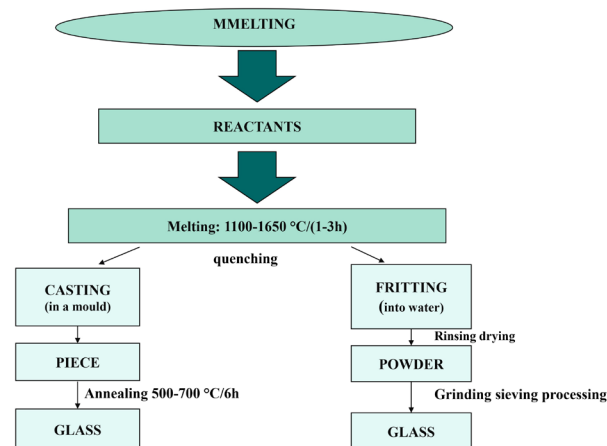 MMELTING
REACTANTS
Melting: 1100-1650 °C/(1-3h)
quenching
CASTING
(in a mould)
FRITTING
(into water)
Rinsing drying
PIECE
POWDER
Annealing 500-700 °C/6h
Grinding sieving processing
GLASS
GLASS